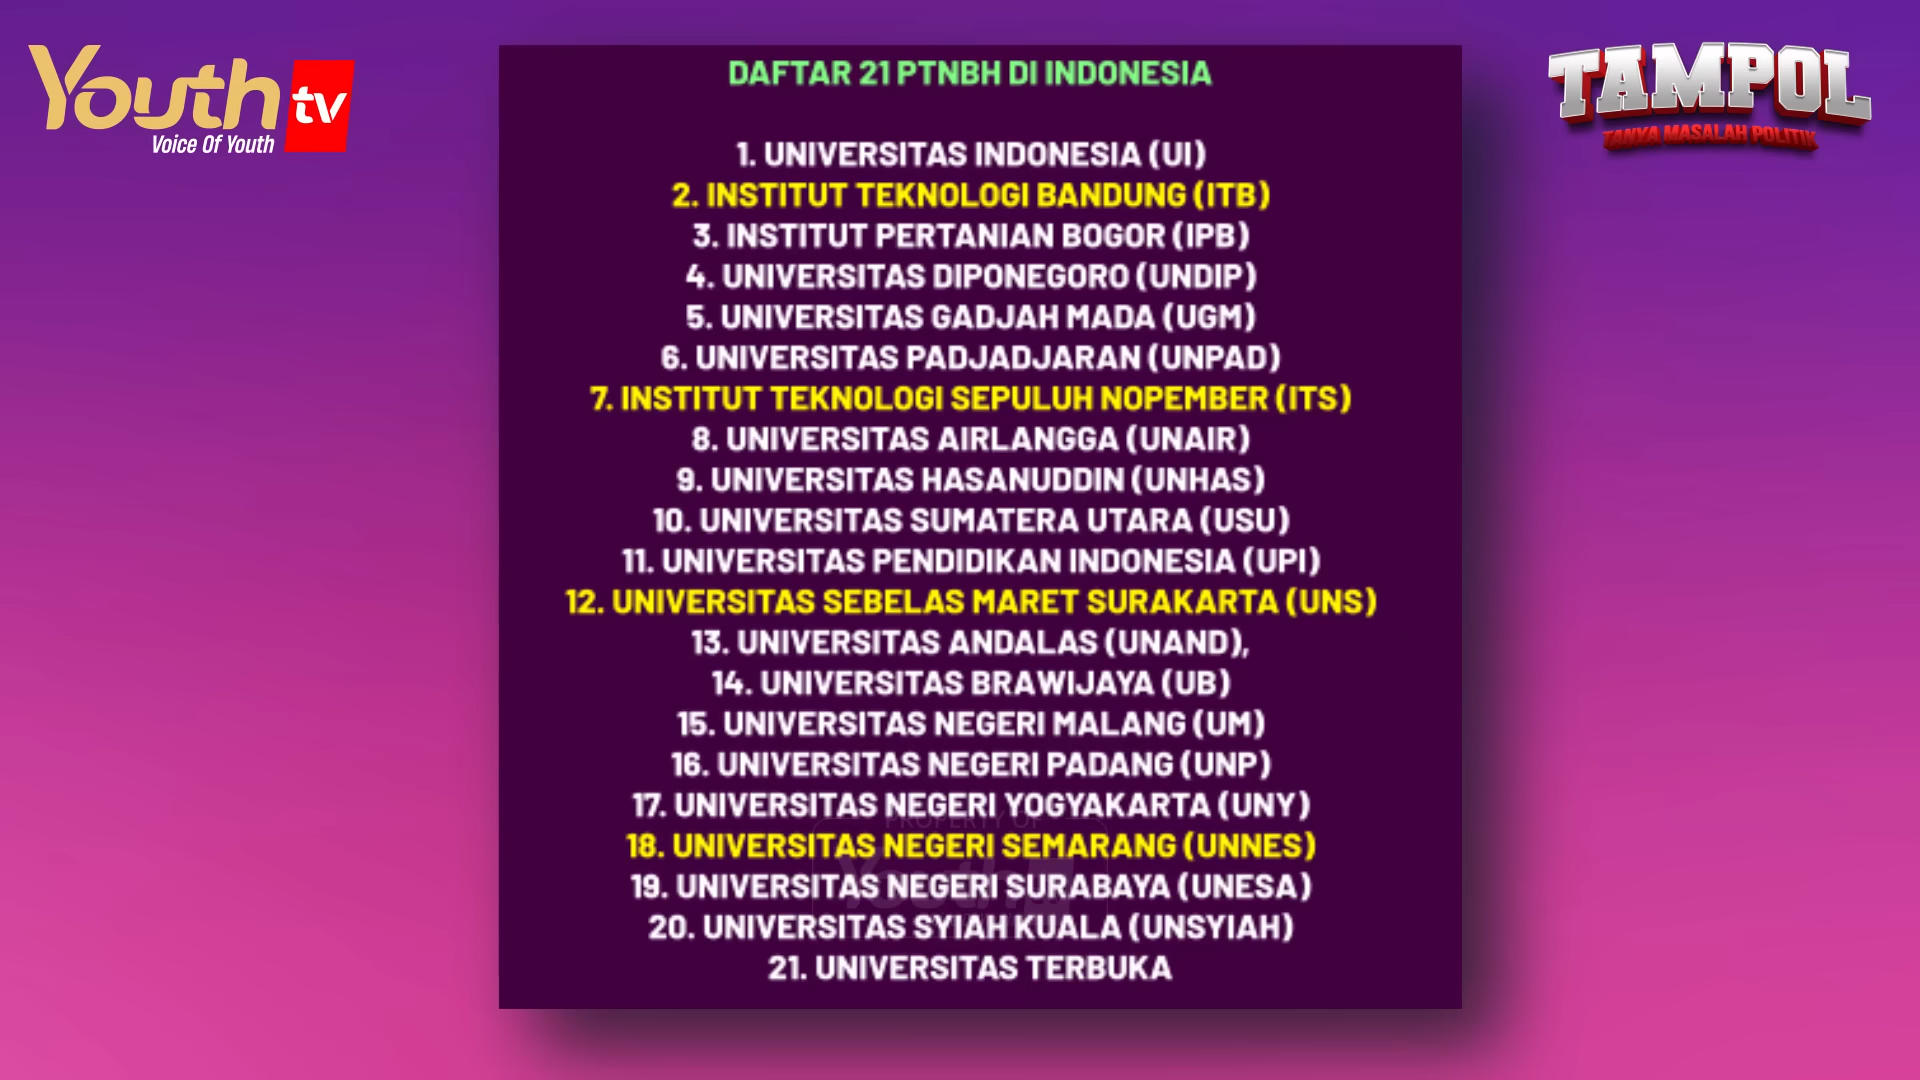 Youth tv
Voice Of Youth
TAMPOL
TANYA MASALAH POLITIK
DAFTAR 21 PTNBH DI INDONESIA
1. UNIVERSITAS INDONESIA (UI)
2. INSTITUT TEKNOLOGI BANDUNG (ITB)
3. INSTITUT PERTANIAN BOGOR (IPB)
4. UNIVERSITAS DIPONEGORO (UNDIP)
5. UNIVERSITAS GADJAH MADA (UGM)
6. UNIVERSITAS PADJADJARAN (UNPAD)
7. INSTITUT TEKNOLOGI SEPULUH NOPEMBER (ITS)
8. UNIVERSITAS AIRLANGGA (UNAIR)
9. UNIVERSITAS HASANUDDIN (UNHAS)
10. UNIVERSITAS SUMATERA UTARA (USU)
11. UNIVERSITAS PENDIDIKAN INDONESIA (UPI)
12. UNIVERSITAS SEBELAS MARET SURAKARTA (UNS)
13. UNIVERSITAS ANDALAS (UNAND),
14. UNIVERSITAS BRAWIJAYA (UB)
15. UNIVERSITAS NEGERI MALANG (UM)
16. UNIVERSITAS NEGERI PADANG (UNP)
17. UNIVERSITAS NEGERI YOGYAKARTA (UNY)
PROPERTY OF
18. UNIVERSITAS NEGERI SEMARANG (UNNES)
Youth tv
19. UNIVERSITAS NEGERI SURABAYA (UNESA)
20. UNIVERSITAS SYIAH KUALA (UNSYIAH)
21. UNIVERSITAS TERBUKA